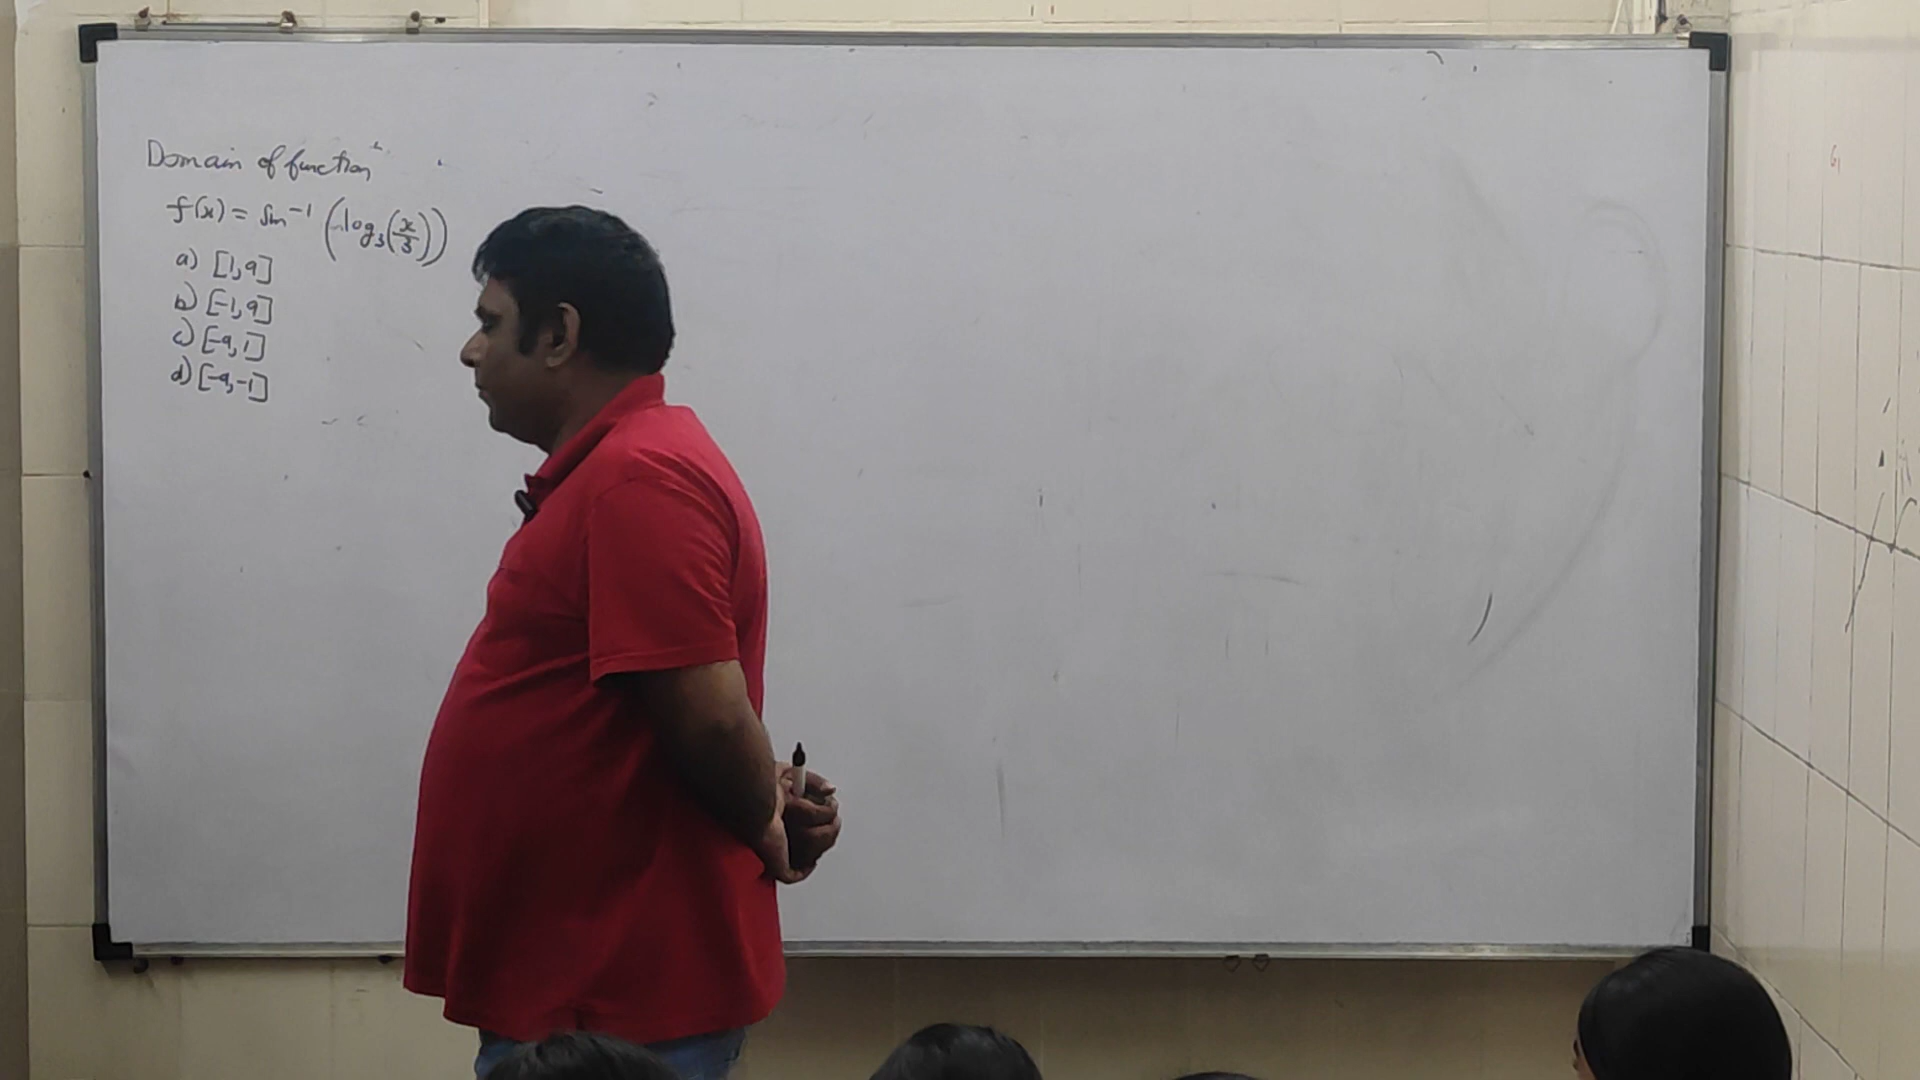 Domain of function
f(x) = Sin⁻¹ (log₃(x/3))
a) [1,9]
b) [-1,9]
c) [-9,1]
d) [-9,-1]